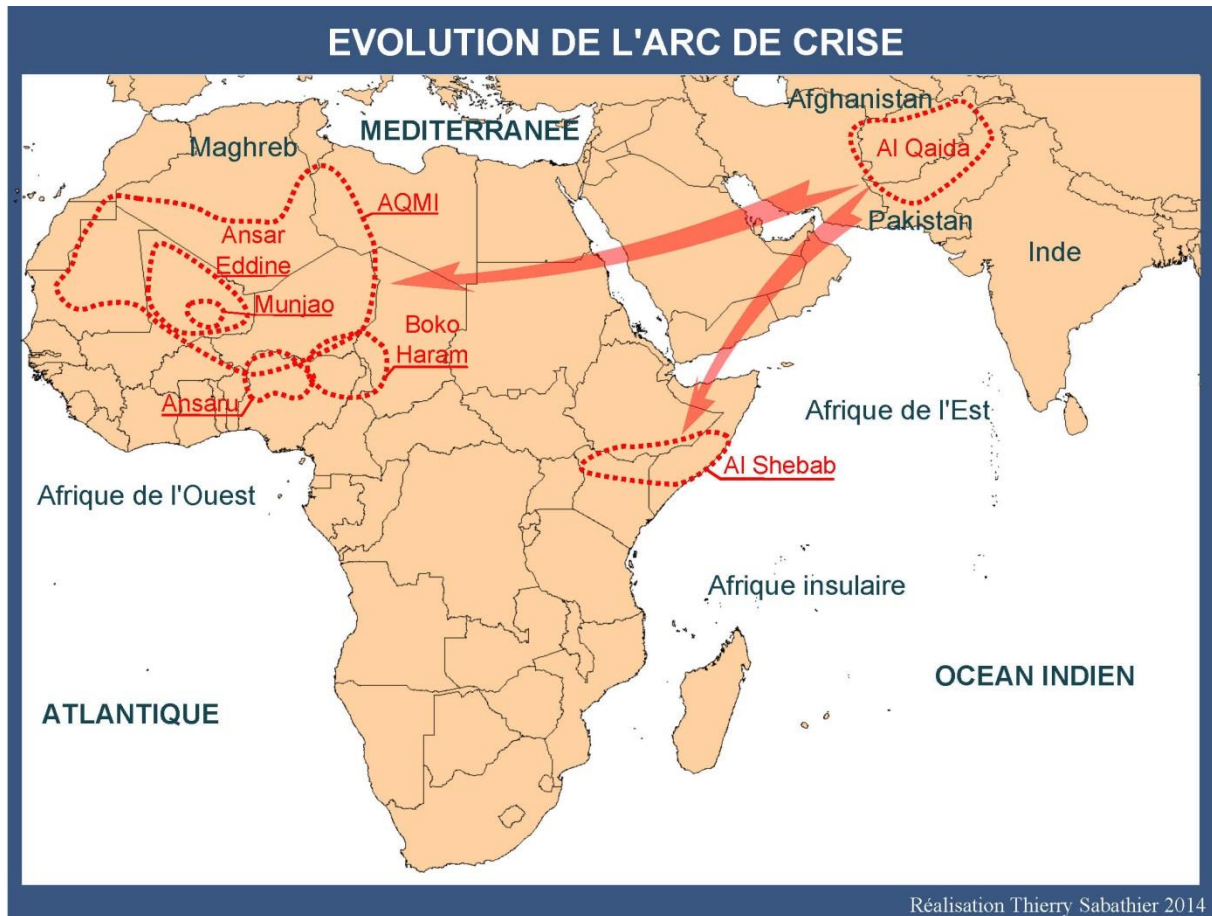 EVOLUTION DE L'ARC DE CRISE
Afghanistan
MEDITERRANEE
Maghreb
Al Qaida
AQMI
Pakistan
Ansar
Eddine
Inde
Munjao
Boko
Haram
Ansaru
Afrique de l'Est
Al Shebab
Afrique de l'Ouest
Afrique insulaire
OCEAN INDIEN
ATLANTIQUE
Réalisation Thierry Sabathier 2014